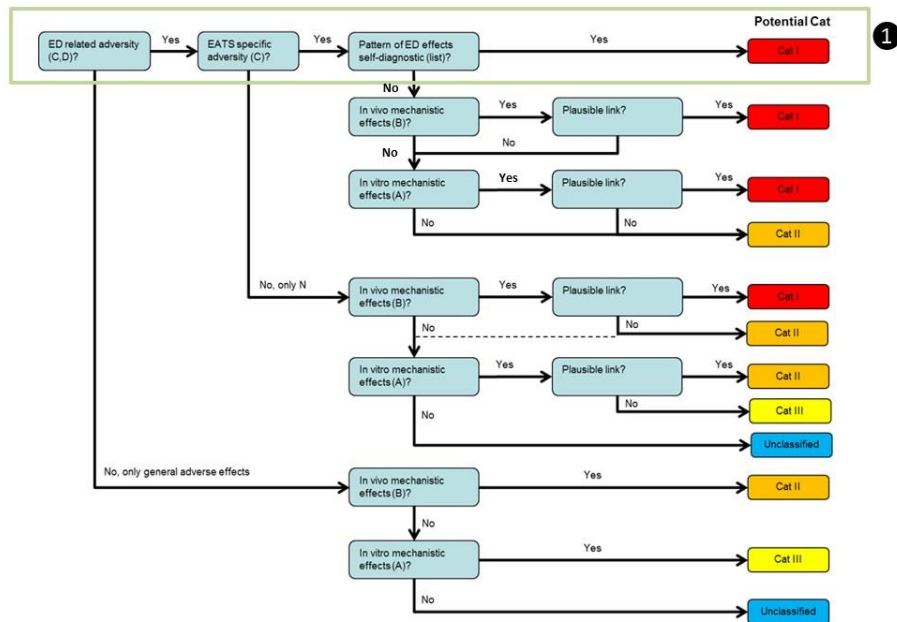 Potential Cat
1
ED related adversity
(C,D)?
Yes
EATS specific
adversity (C)?
Yes
Pattern of ED effects
self-diagnostic (list)?
Yes
Cat I
No
In vivo mechanistic
effects (B)?
Yes
Plausible link?
Yes
Cat I
No
No
In vitro mechanistic
effects (A)?
Yes
Plausible link?
Yes
Cat I
No
No
Cat II
No, only N
In vivo mechanistic
effects (B)?
Yes
Plausible link?
Yes
Cat I
No
No
Cat II
In vitro mechanistic
effects (A)?
Yes
Plausible link?
Yes
Cat II
No
No
Cat III
Unclassified
No, only general adverse effects
In vivo mechanistic
effects (B)?
Yes
Cat II
No
In vitro mechanistic
effects (A)?
Yes
Cat III
No
Unclassified